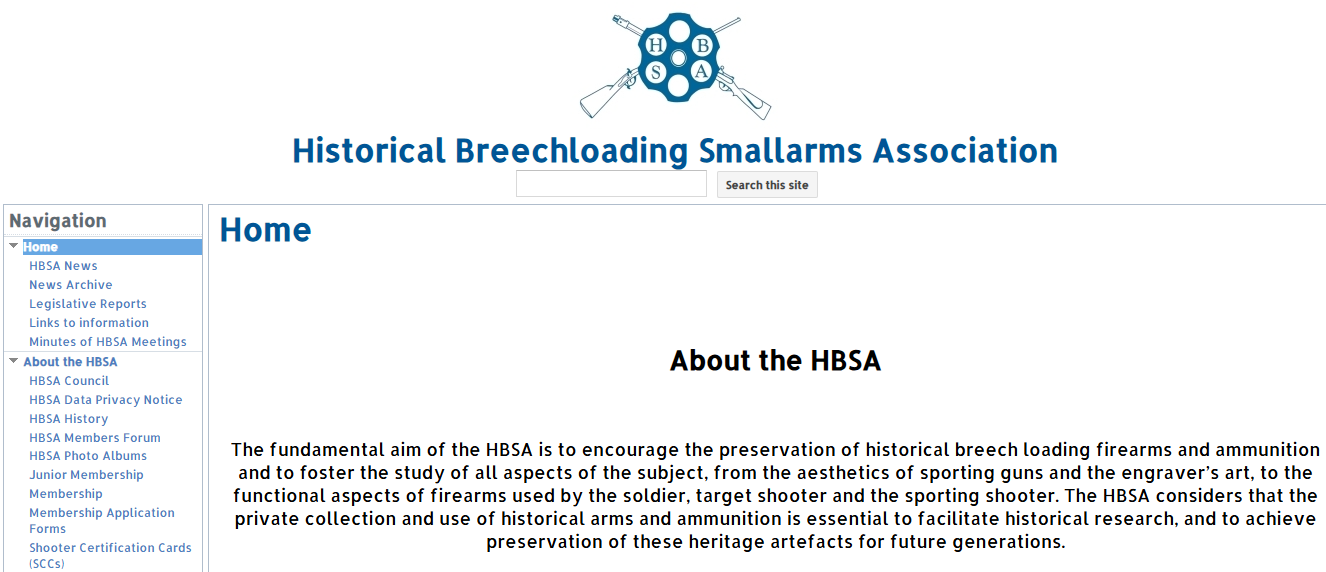 H B
S A
Historical Breechloading Smallarms Association
Search this site
Navigation
Home
HBSA News
News Archive
Legislative Reports
Links to information
Minutes of HBSA Meetings
About the HBSA
HBSA Council
HBSA Data Privacy Notice
HBSA History
HBSA Members Forum
HBSA Photo Albums
Junior Membership
Membership
Membership Application
Forms
Shooter Certification Cards
(SCCs)
Home
About the HBSA
The fundamental aim of the HBSA is to encourage the preservation of historical breech loading firearms and ammunition
and to foster the study of all aspects of the subject, from the aesthetics of sporting guns and the engraver's art, to the
functional aspects of firearms used by the soldier, target shooter and the sporting shooter. The HBSA considers that the
private collection and use of historical arms and ammunition is essential to facilitate historical research, and to achieve
preservation of these heritage artefacts for future generations.